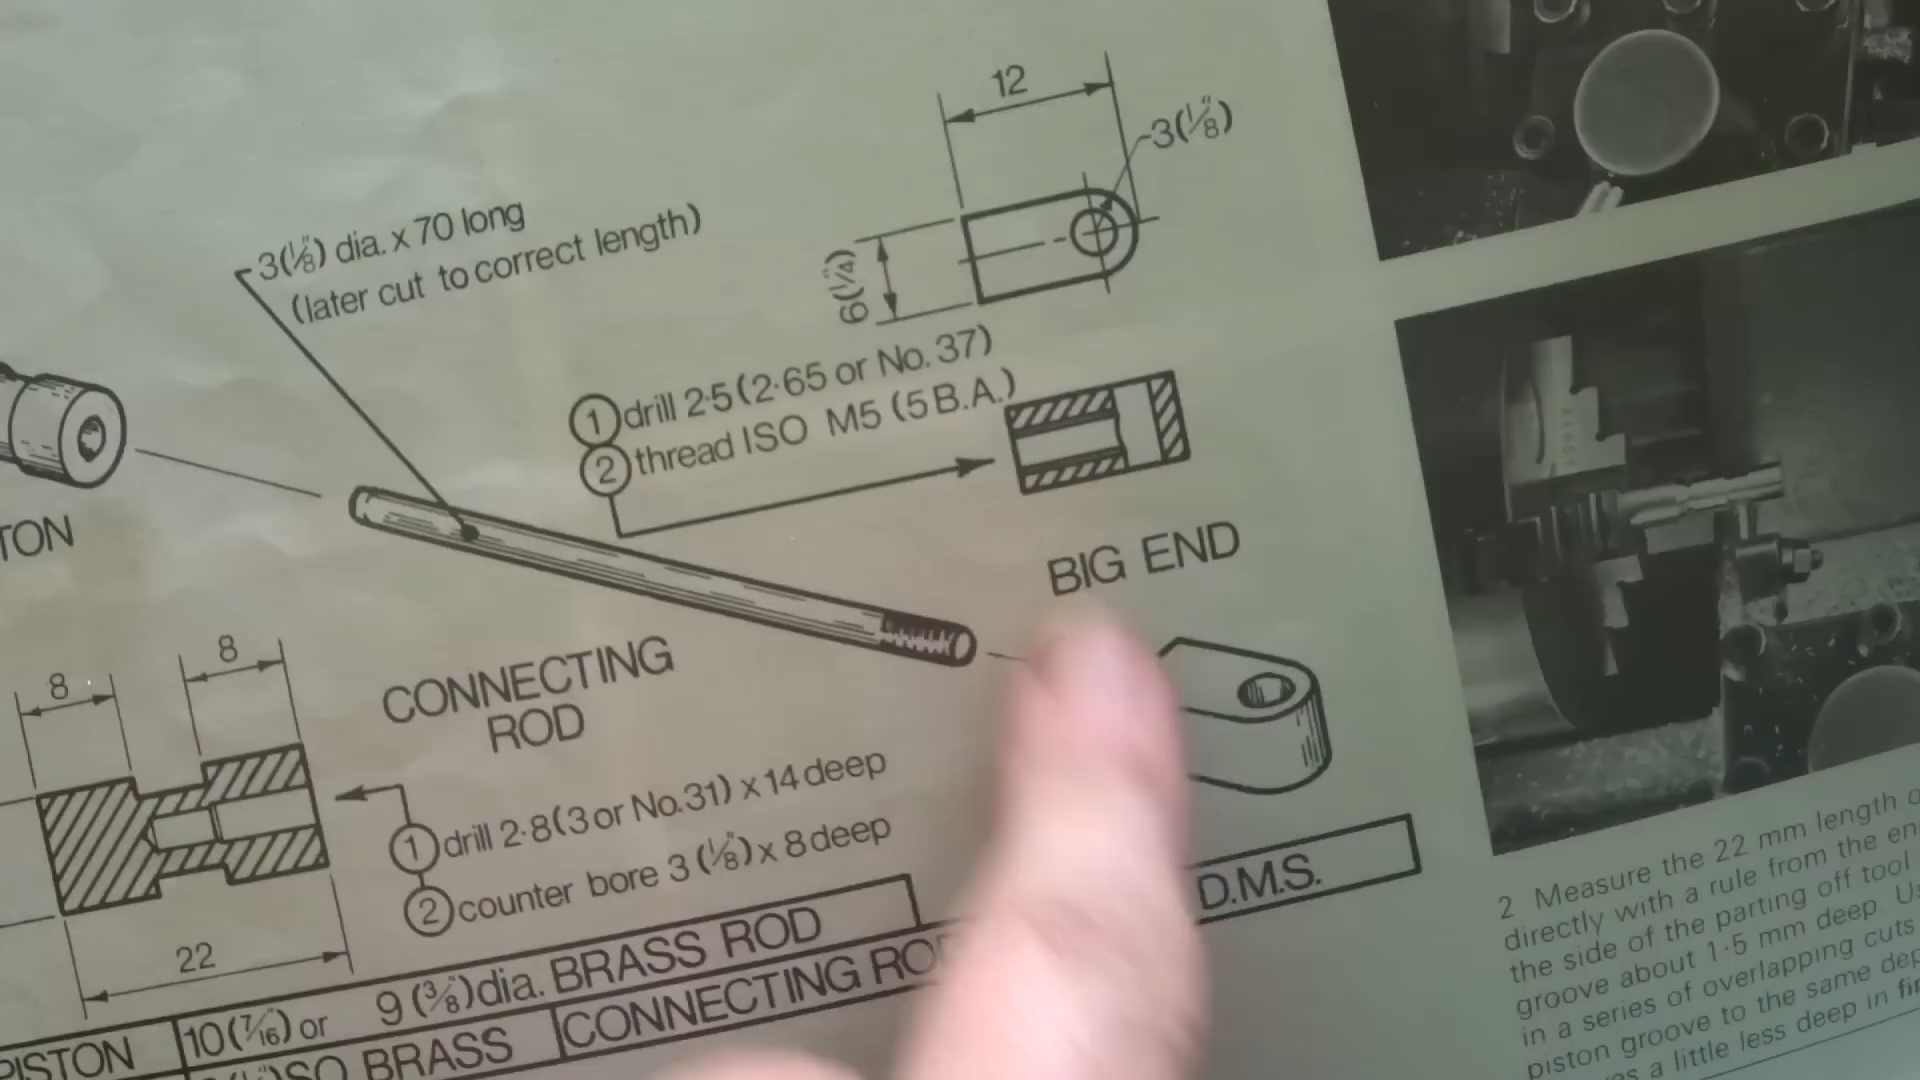 12
3(1/8")
3(1/8") dia. x 70 long
(later cut to correct length)
6(1/4")
1 drill 2·5 (2·65 or No. 37)
2 thread ISO M5 (5 B.A.)
TON
BIG END
8
8
CONNECTING
ROD
1 drill 2·8 (3 or No.31) x 14 deep
2 counter bore 3 (1/8") x 8 deep
22
D.M.S.
PISTON 10(7/16") or 9 (3/8")dia. BRASS ROD
ISO BRASS CONNECTING
2 Measure the 22 mm length
directly with a rule from the
the side of the parting off tool
groove about 1·5 mm deep.
in a series of overlapping cuts
piston groove to the same
a little less deep in